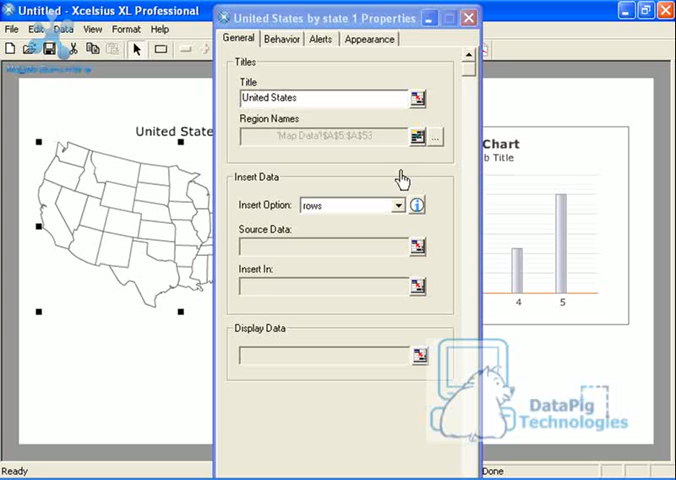 Untitled - Xcelsius XL Professional
File Edit Data View Format Help
United States by state 1 Properties
General Behavior Alerts Appearance
Titles
Title
United States
Region Names
'Map Data'!$A$5:$A$53
...
Insert Data
Insert Option: rows
Source Data:
Insert In:
Display Data
United State
Chart
b Title
4 5
DataPig
Technologies
Ready
Done